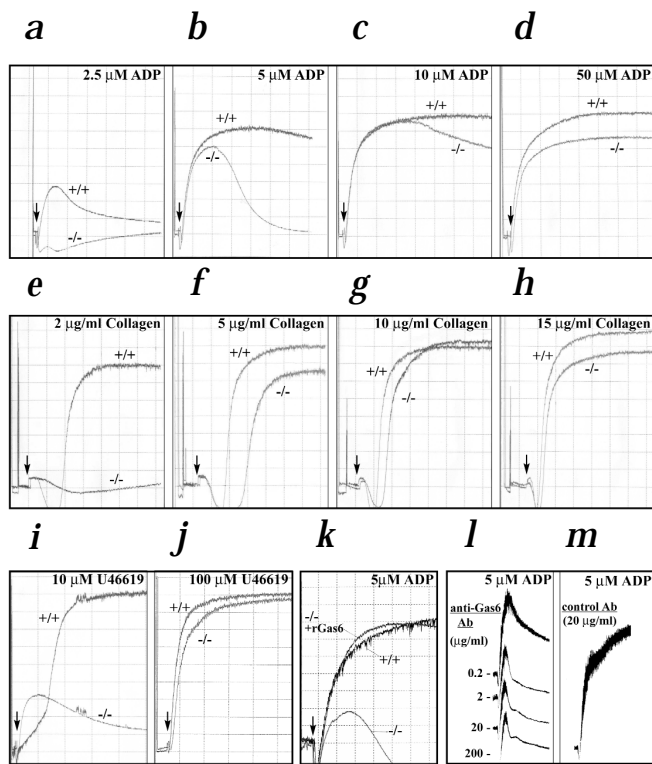 a b c d
2.5 µM ADP
+/+
-/-
5 µM ADP
+/+
-/-
10 µM ADP
+/+
-/-
50 µM ADP
+/+
-/-
e f g h
2 µg/ml Collagen
+/+
-/-
5 µg/ml Collagen
+/+
-/-
10 µg/ml Collagen
+/+
-/-
15 µg/ml Collagen
+/+
-/-
i j k l m
10 µM U46619
+/+
-/-
100 µM U46619
+/+
-/-
5µM ADP
-/-
+rGas6
+/+
-/-
5 µM ADP
anti-Gas6
Ab
(µg/ml)
0.2 -
2 -
20 -
200 -
5 µM ADP
control Ab
(20 µg/ml)